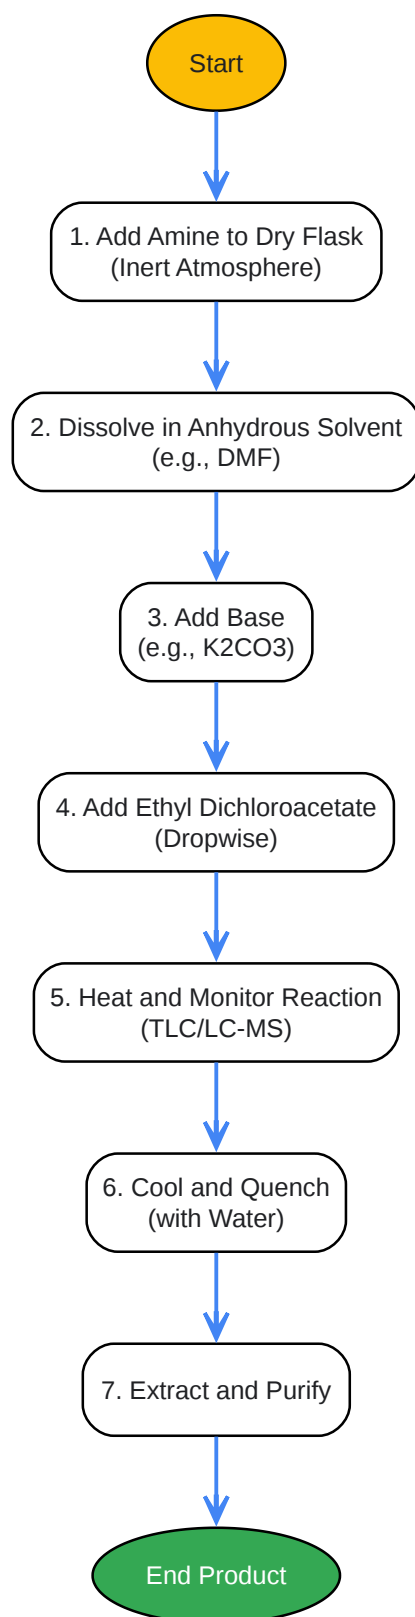 Start
1. Add Amine to Dry Flask
(Inert Atmosphere)
2. Dissolve in Anhydrous Solvent
(e.g., DMF)
3. Add Base
(e.g., K2CO3)
4. Add Ethyl Dichloroacetate
(Dropwise)
5. Heat and Monitor Reaction
(TLC/LC-MS)
6. Cool and Quench
(with Water)
7. Extract and Purify
End Product